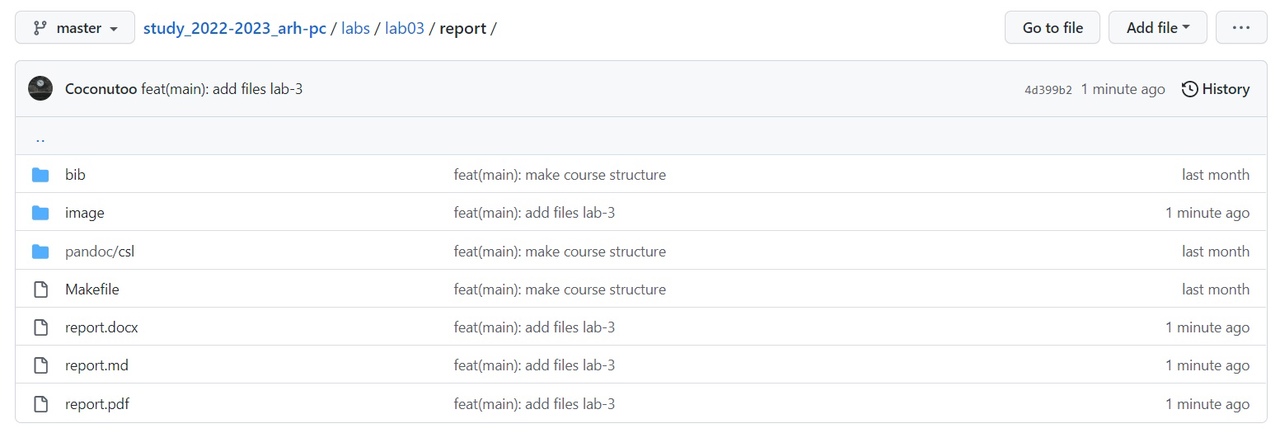 master study_2022-2023_arh-pc / labs / lab03 / report / Go to file Add file ...
Coconutoo feat(main): add files lab-3 4d399b2 1 minute ago History
..
bib feat(main): make course structure last month
image feat(main): add files lab-3 1 minute ago
pandoc/csl feat(main): make course structure last month
Makefile feat(main): make course structure last month
report.docx feat(main): add files lab-3 1 minute ago
report.md feat(main): add files lab-3 1 minute ago
report.pdf feat(main): add files lab-3 1 minute ago